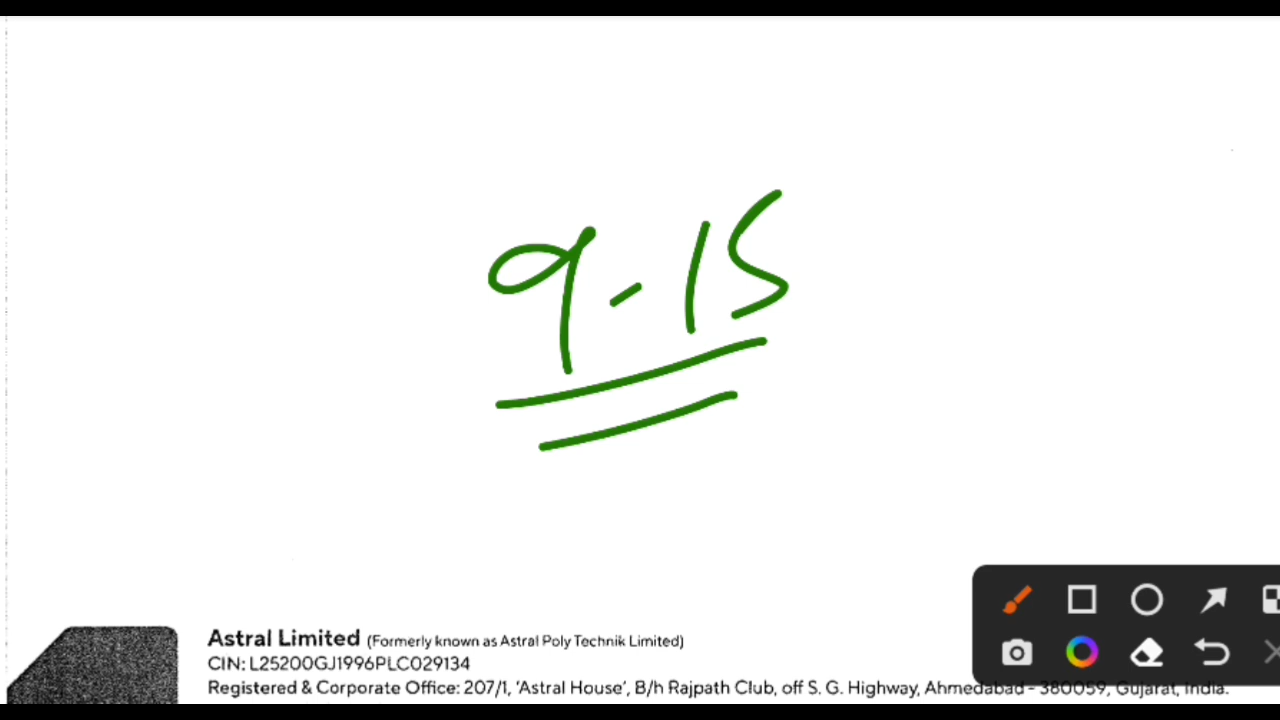 9-15
Astral Limited (Formerly known as Astral Poly Technik Limited)
CIN: L25200GJ1996PLC029134
Registered & Corporate Office: 207/1, 'Astral House', B/h Rajpath Club, off S. G. Highway, Ahmedabad - 380059, Gujarat, India.